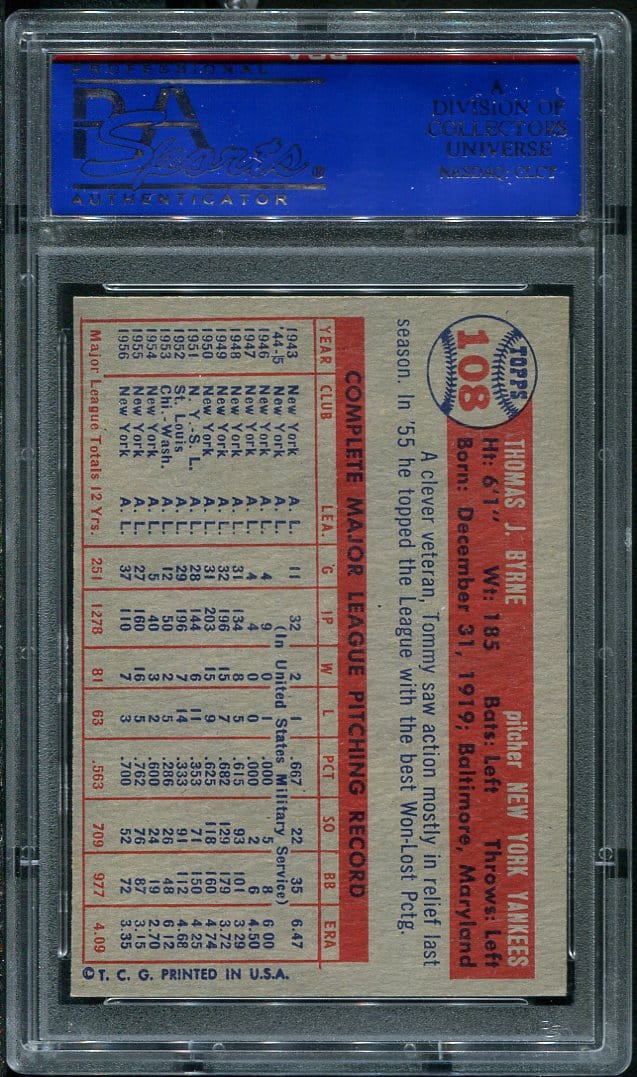 PSA
PROFESSIONAL
PSA
Sports®
AUTHENTICATOR
A
DIVISION OF
COLLECTORS
UNIVERSE
NASDAQ: CLCT
TOPPS
108
THOMAS J. BYRNE pitcher NEW YORK YANKEES
Ht: 6'1" Wt: 185 Bats: Left Throws: Left
Born: December 31, 1919; Baltimore, Maryland
A clever veteran, Tommy saw action mostly in relief last
season. In '55 he topped the League with the best Won-Lost Pctg.
COMPLETE MAJOR LEAGUE PITCHING RECORD
YEAR CLUB LEA. G IP W L PCT SO BB ERA
1943 New York A. L. 11 32 2 1 .667 22 35 6.47
'44-45 New York A. L. (In United States Military Service)
1946 New York A. L. 4 9 0 1 .000 5 8 6.00
1947 New York A. L. 4 4 0 0 .000 2 6 4.50
1948 New York A. L. 31 134 8 5 .615 93 101 3.29
1949 New York A. L. 32 196 15 7 .682 129 179 3.72
1950 New York A. L. 31 203 15 9 .625 118 160 4.74
1951 N. Y.-S. L. A. L. 28 144 6 11 .353 71 150 4.25
1952 St. Louis A. L. 29 196 7 14 .333 91 112 4.68
1953 Chi.-Wash. A. L. 12 50 2 5 .286 26 48 6.12
1954 New York A. L. 5 40 3 2 .600 24 19 2.70
1955 New York A. L. 27 160 16 5 .762 76 87 3.15
1956 New York A. L. 37 110 7 3 .700 52 72 3.35
Major League Totals 12 Yrs. 251 1278 81 63 .563 709 977 4.09
©T. C. G. PRINTED IN U.S.A.